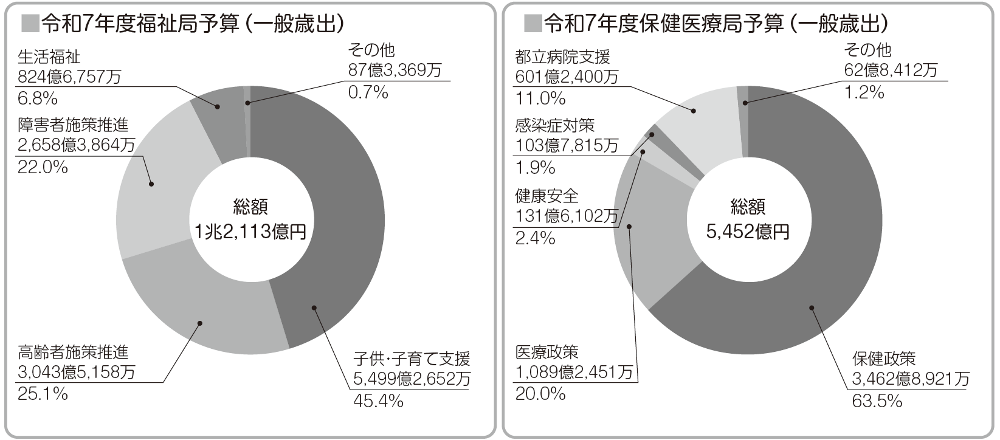 ■令和7年度福祉局予算（一般歳出）
生活福祉
824億6,757万
6.8%
その他
87億3,369万
0.7%
障害者施策推進
2,658億3,864万
22.0%
総額
1兆2,113億円
高齢者施策推進
3,043億5,158万
25.1%
子供・子育て支援
5,499億2,652万
45.4%
■令和7年度保健医療局予算（一般歳出）
都立病院支援
601億2,400万
11.0%
その他
62億8,412万
1.2%
感染症対策
103億7,815万
1.9%
健康安全
131億6,102万
2.4%
総額
5,452億円
医療政策
1,089億2,451万
20.0%
保健政策
3,462億8,921万
63.5%